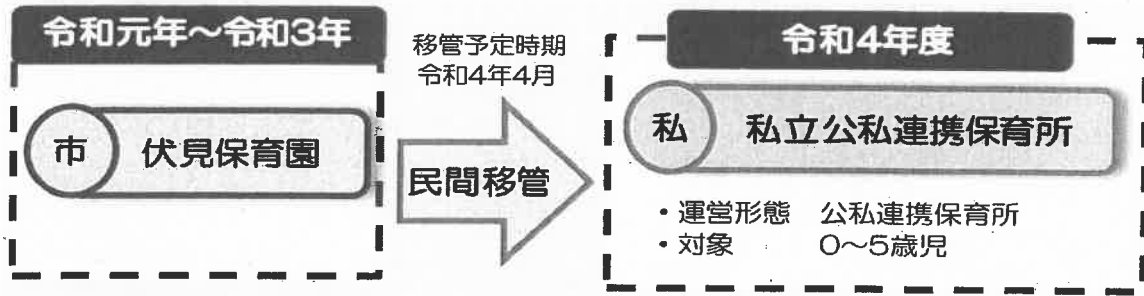 令和元年～令和3年
市 伏見保育園
移管予定時期
令和4年4月
民間移管
令和4年度
私 私立公私連携保育所
・運営形態 公私連携保育所
・対象 0～5歳児